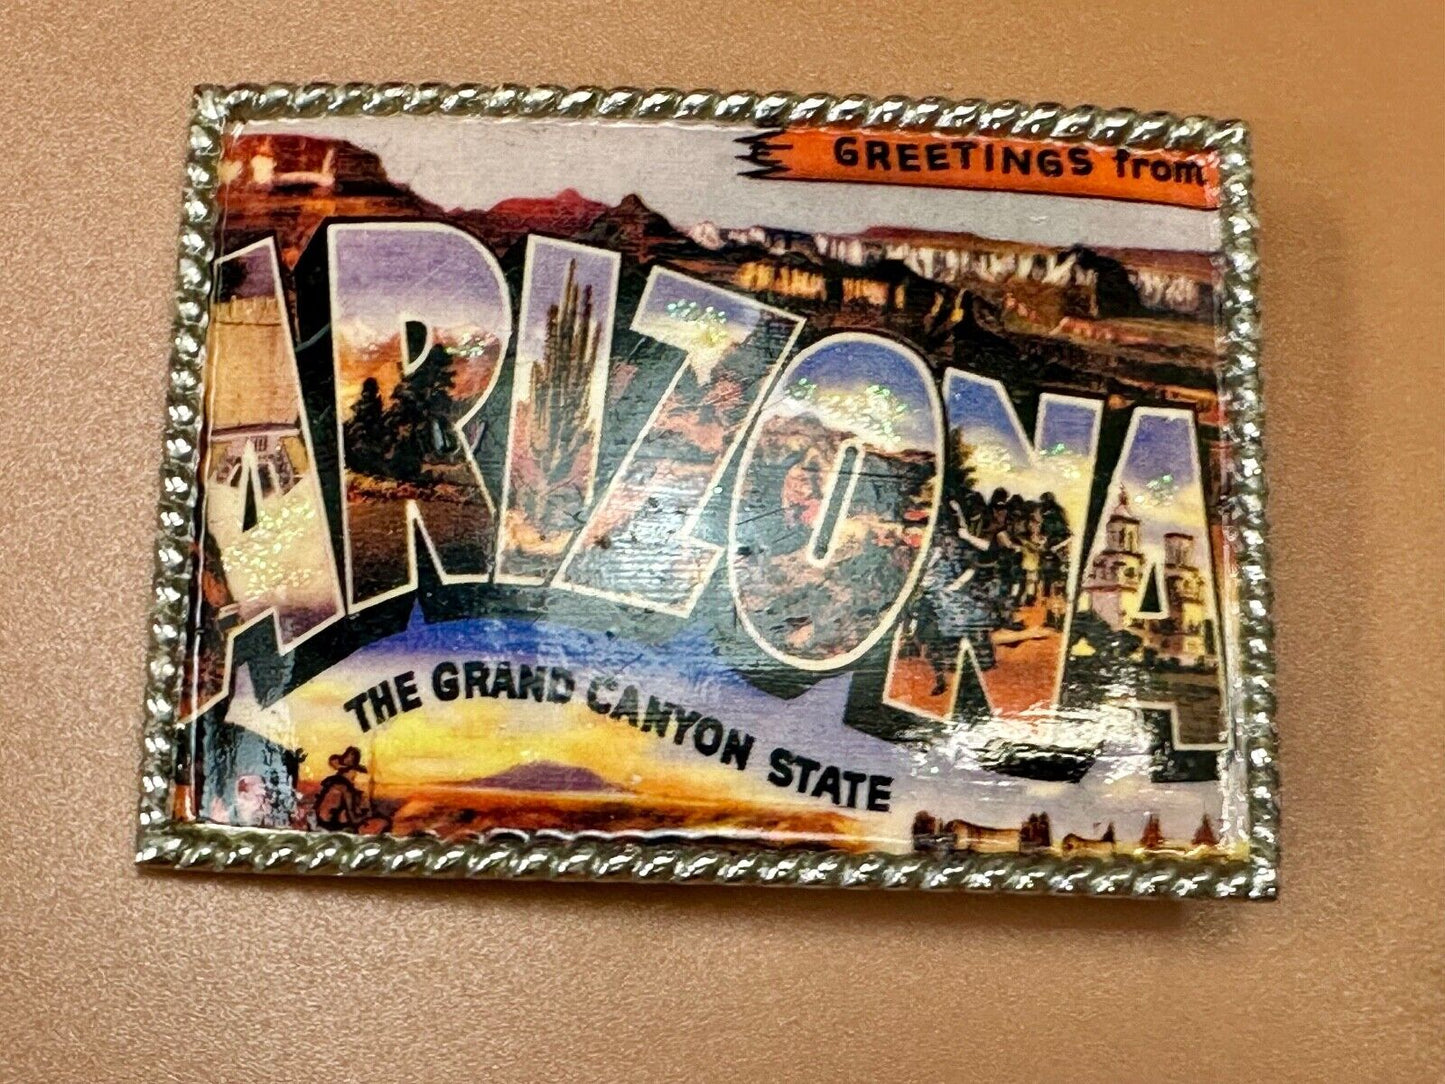 GREETINGS from
ARIZONA
THE GRAND CANYON STATE